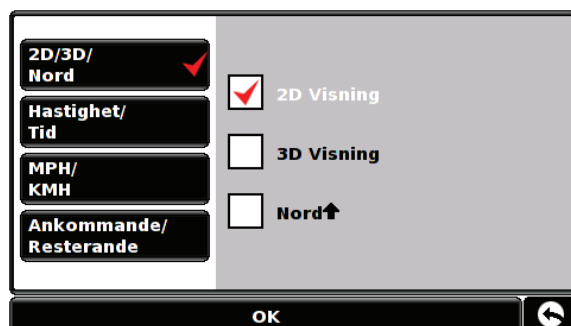 2D/3D/
Nord
Hastighet/
Tid
MPH/
KMH
Ankommande/
Resterande
2D Visning
3D Visning
Nord⬆
OK